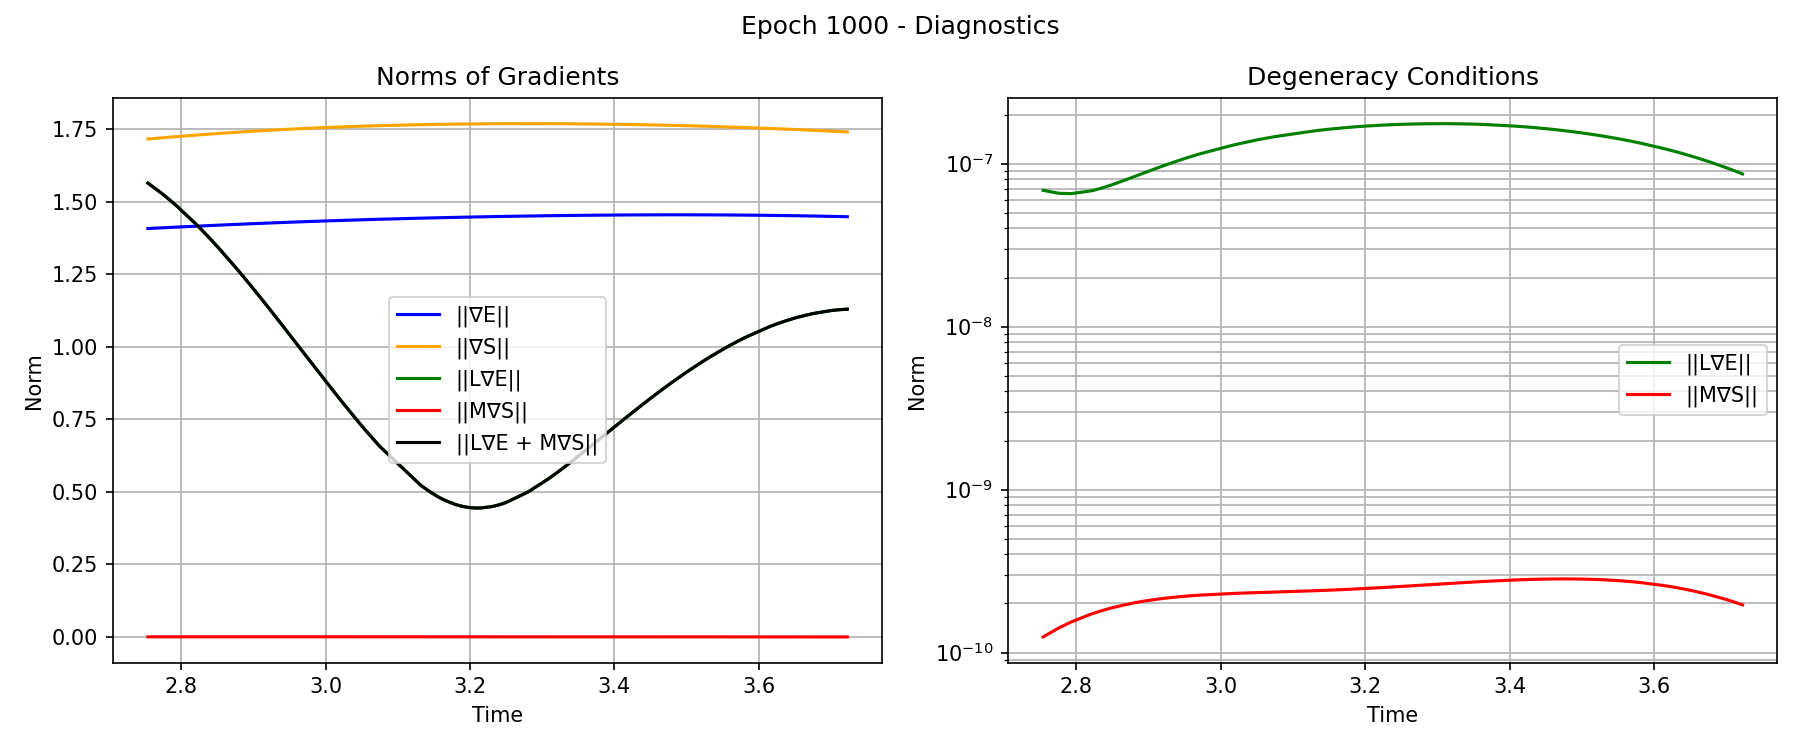 Epoch 1000 - Diagnostics
Norms of Gradients
Norm
1.75
1.50
1.25
1.00
0.75
0.50
0.25
0.00
||∇E||
||∇S||
||L∇E||
||M∇S||
||L∇E + M∇S||
2.8 3.0 3.2 3.4 3.6
Time
Degeneracy Conditions
Norm
10⁻⁷
10⁻⁸
10⁻⁹
10⁻¹⁰
||L∇E||
||M∇S||
2.8 3.0 3.2 3.4 3.6
Time